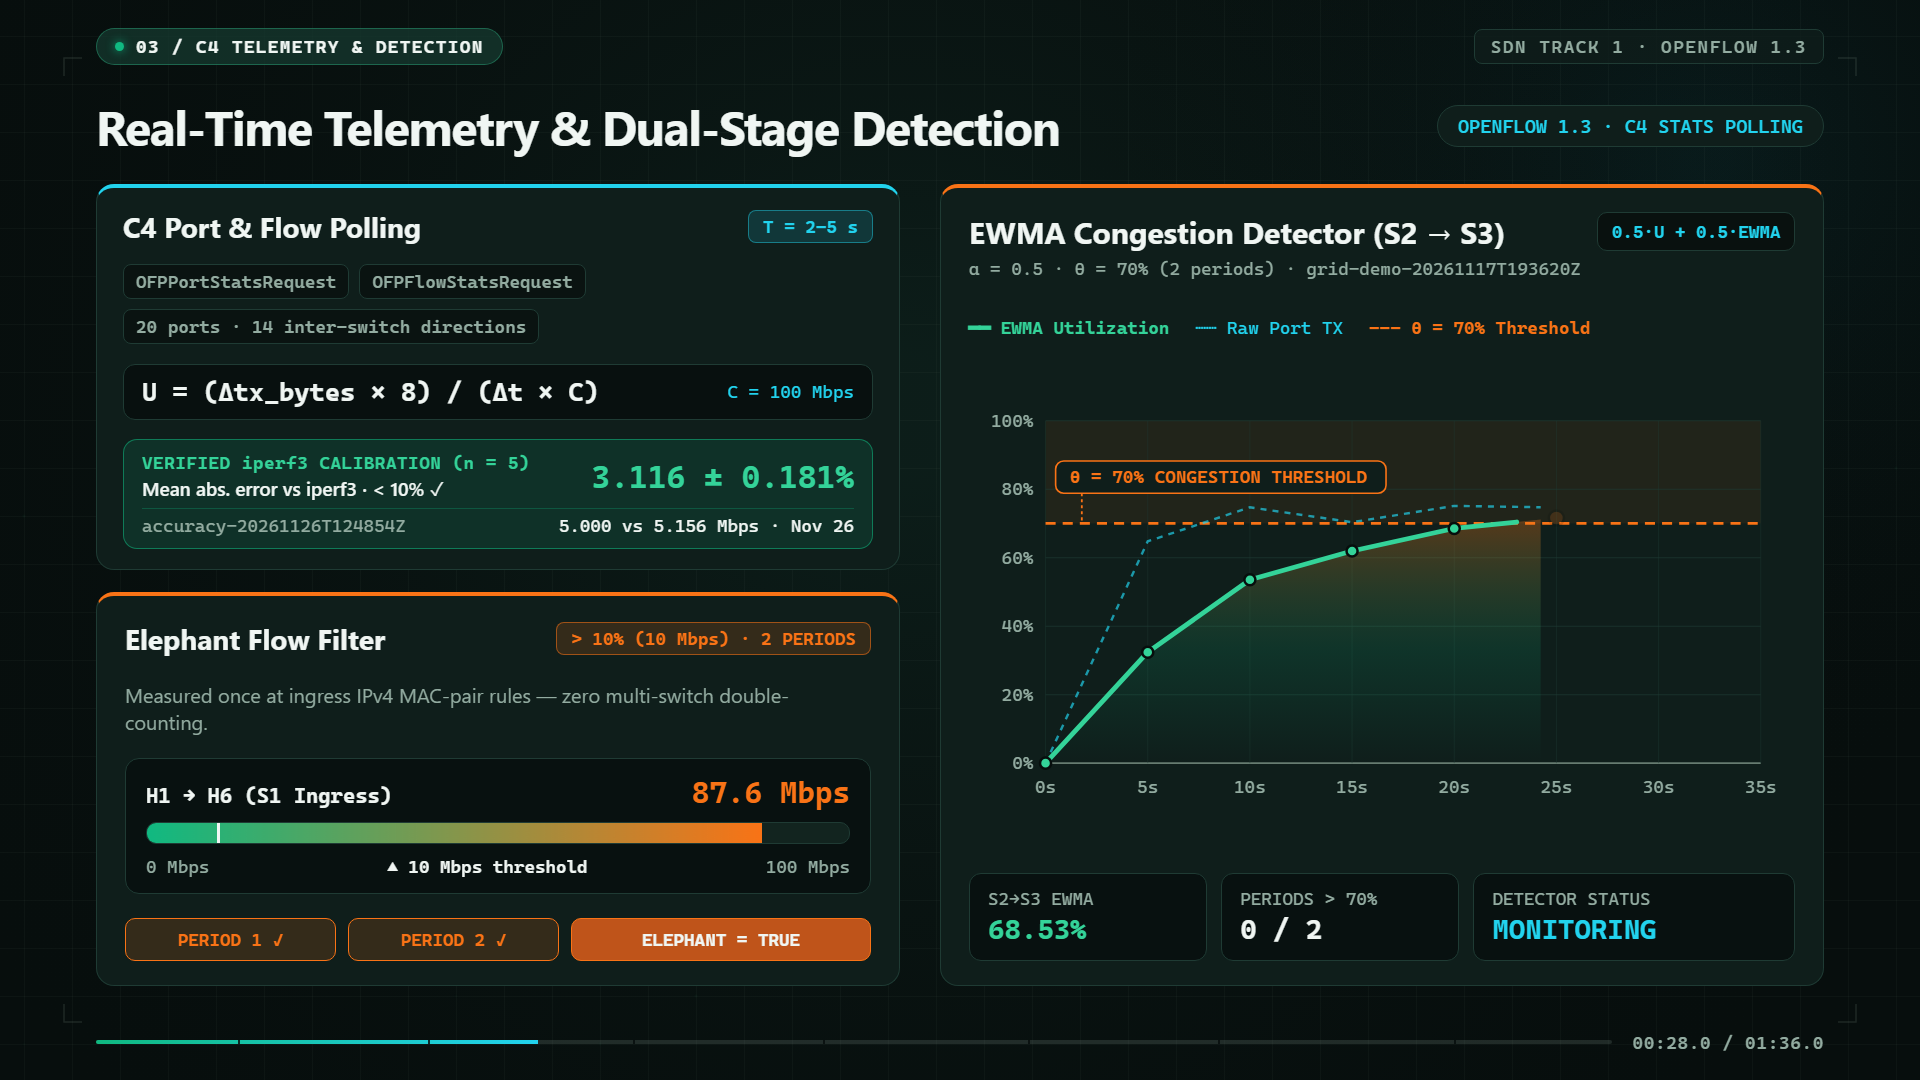 03 / C4 TELEMETRY & DETECTION
SDN TRACK 1 · OPENFLOW 1.3
Real-Time Telemetry & Dual-Stage Detection
OPENFLOW 1.3 · C4 STATS POLLING
C4 Port & Flow Polling
T = 2–5 s
OFPPortStatsRequest
OFPFlowStatsRequest
20 ports · 14 inter-switch directions
U = (Δtx_bytes × 8) / (Δt × C)
C = 100 Mbps
VERIFIED iperf3 CALIBRATION (n = 5)
Mean abs. error vs iperf3 · < 10% ✓
3.116 ± 0.181%
accuracy-20261126T124854Z
5.000 vs 5.156 Mbps · Nov 26
Elephant Flow Filter
> 10% (10 Mbps) · 2 PERIODS
Measured once at ingress IPv4 MAC-pair rules — zero multi-switch double-
counting.
H1 → H6 (S1 Ingress)
87.6 Mbps
0 Mbps
▲ 10 Mbps threshold
100 Mbps
PERIOD 1 ✓
PERIOD 2 ✓
ELEPHANT = TRUE
EWMA Congestion Detector (S2 → S3)
0.5·U + 0.5·EWMA
α = 0.5 · θ = 70% (2 periods) · grid-demo-20261117T193620Z
EWMA Utilization
Raw Port TX
θ = 70% Threshold
100%
θ = 70% CONGESTION THRESHOLD
80%
60%
40%
20%
0%
0s
5s
10s
15s
20s
25s
30s
35s
S2→S3 EWMA
68.53%
PERIODS > 70%
0 / 2
DETECTOR STATUS
MONITORING
00:28.0 / 01:36.0